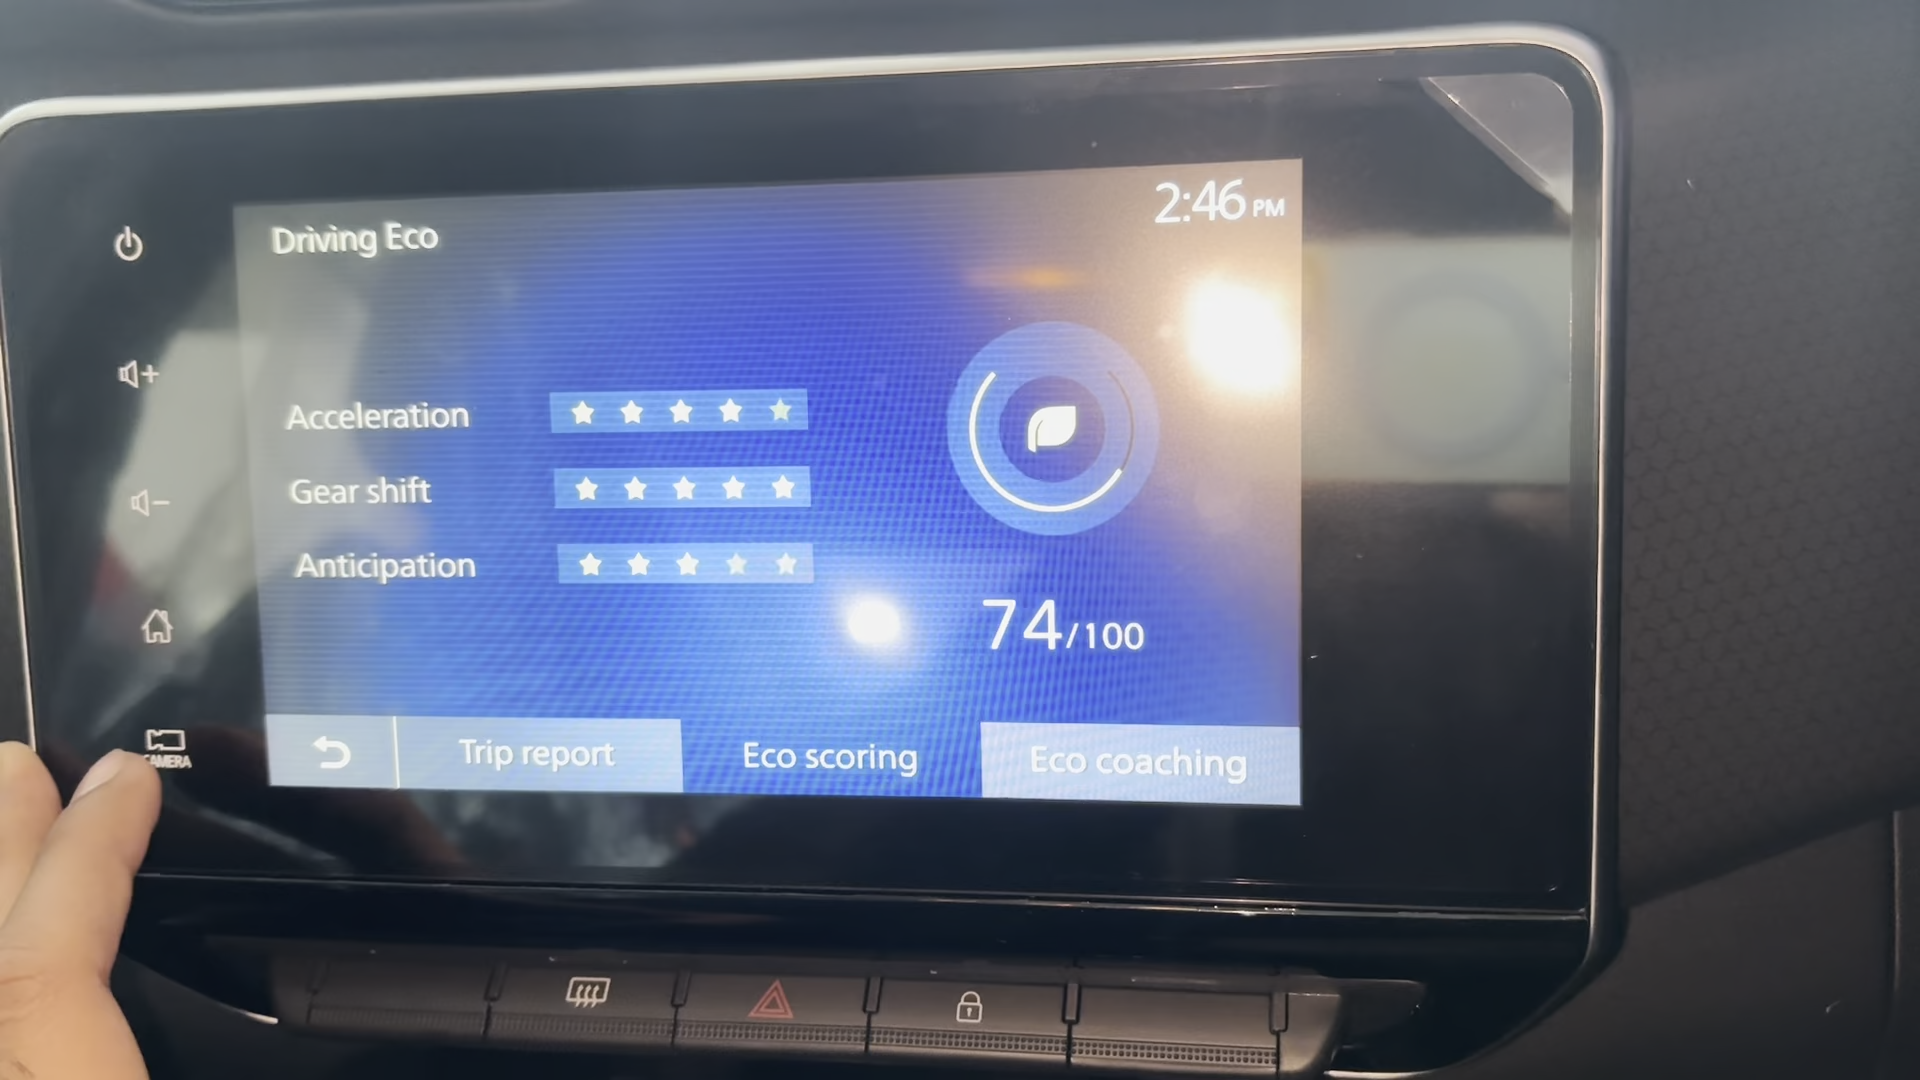 Driving Eco
2:46 PM
Acceleration
Gear shift
Anticipation
74/100
Trip report
Eco scoring
Eco coaching
CAMERA